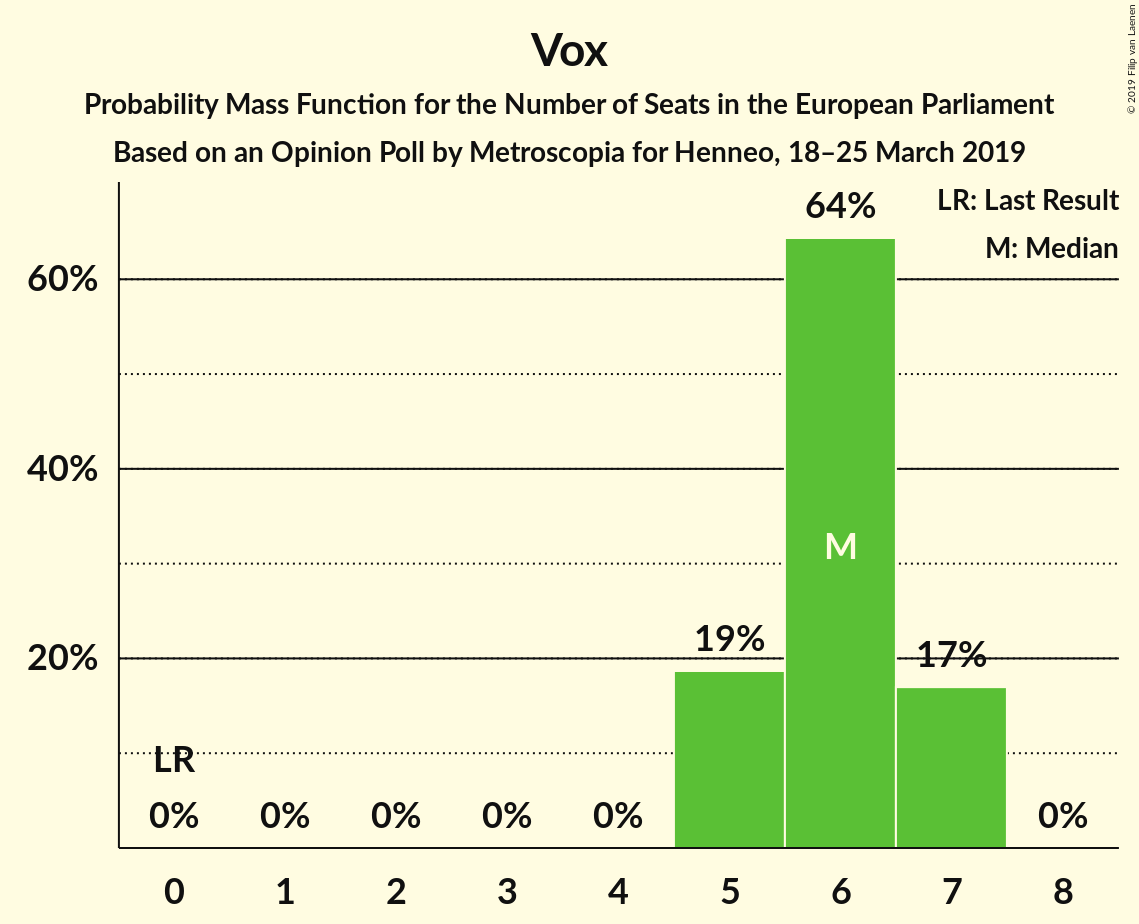 Vox
Probability Mass Function for the Number of Seats in the European Parliament
Based on an Opinion Poll by Metroscopia for Henneo, 18–25 March 2019
© 2019 Filip van Laenen
LR: Last Result
M: Median
60%
40%
20%
64%
M
19%
17%
LR
0%
0%
0%
0%
0%
0%
0
1
2
3
4
5
6
7
8